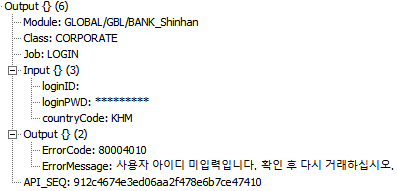 Output {} (6)
Module: GLOBAL/GBL/BANK_Shinhan
Class: CORPORATE
Job: LOGIN
Input {} (3)
loginID:
loginPWD: *********
countryCode: KHM
Output {} (2)
ErrorCode: 80004010
ErrorMessage: 사용자 아이디 미입력입니다. 확인 후 다시 거래하십시오.
API_SEQ: 912c4674e3ed06aa2f478e6b7ce47410